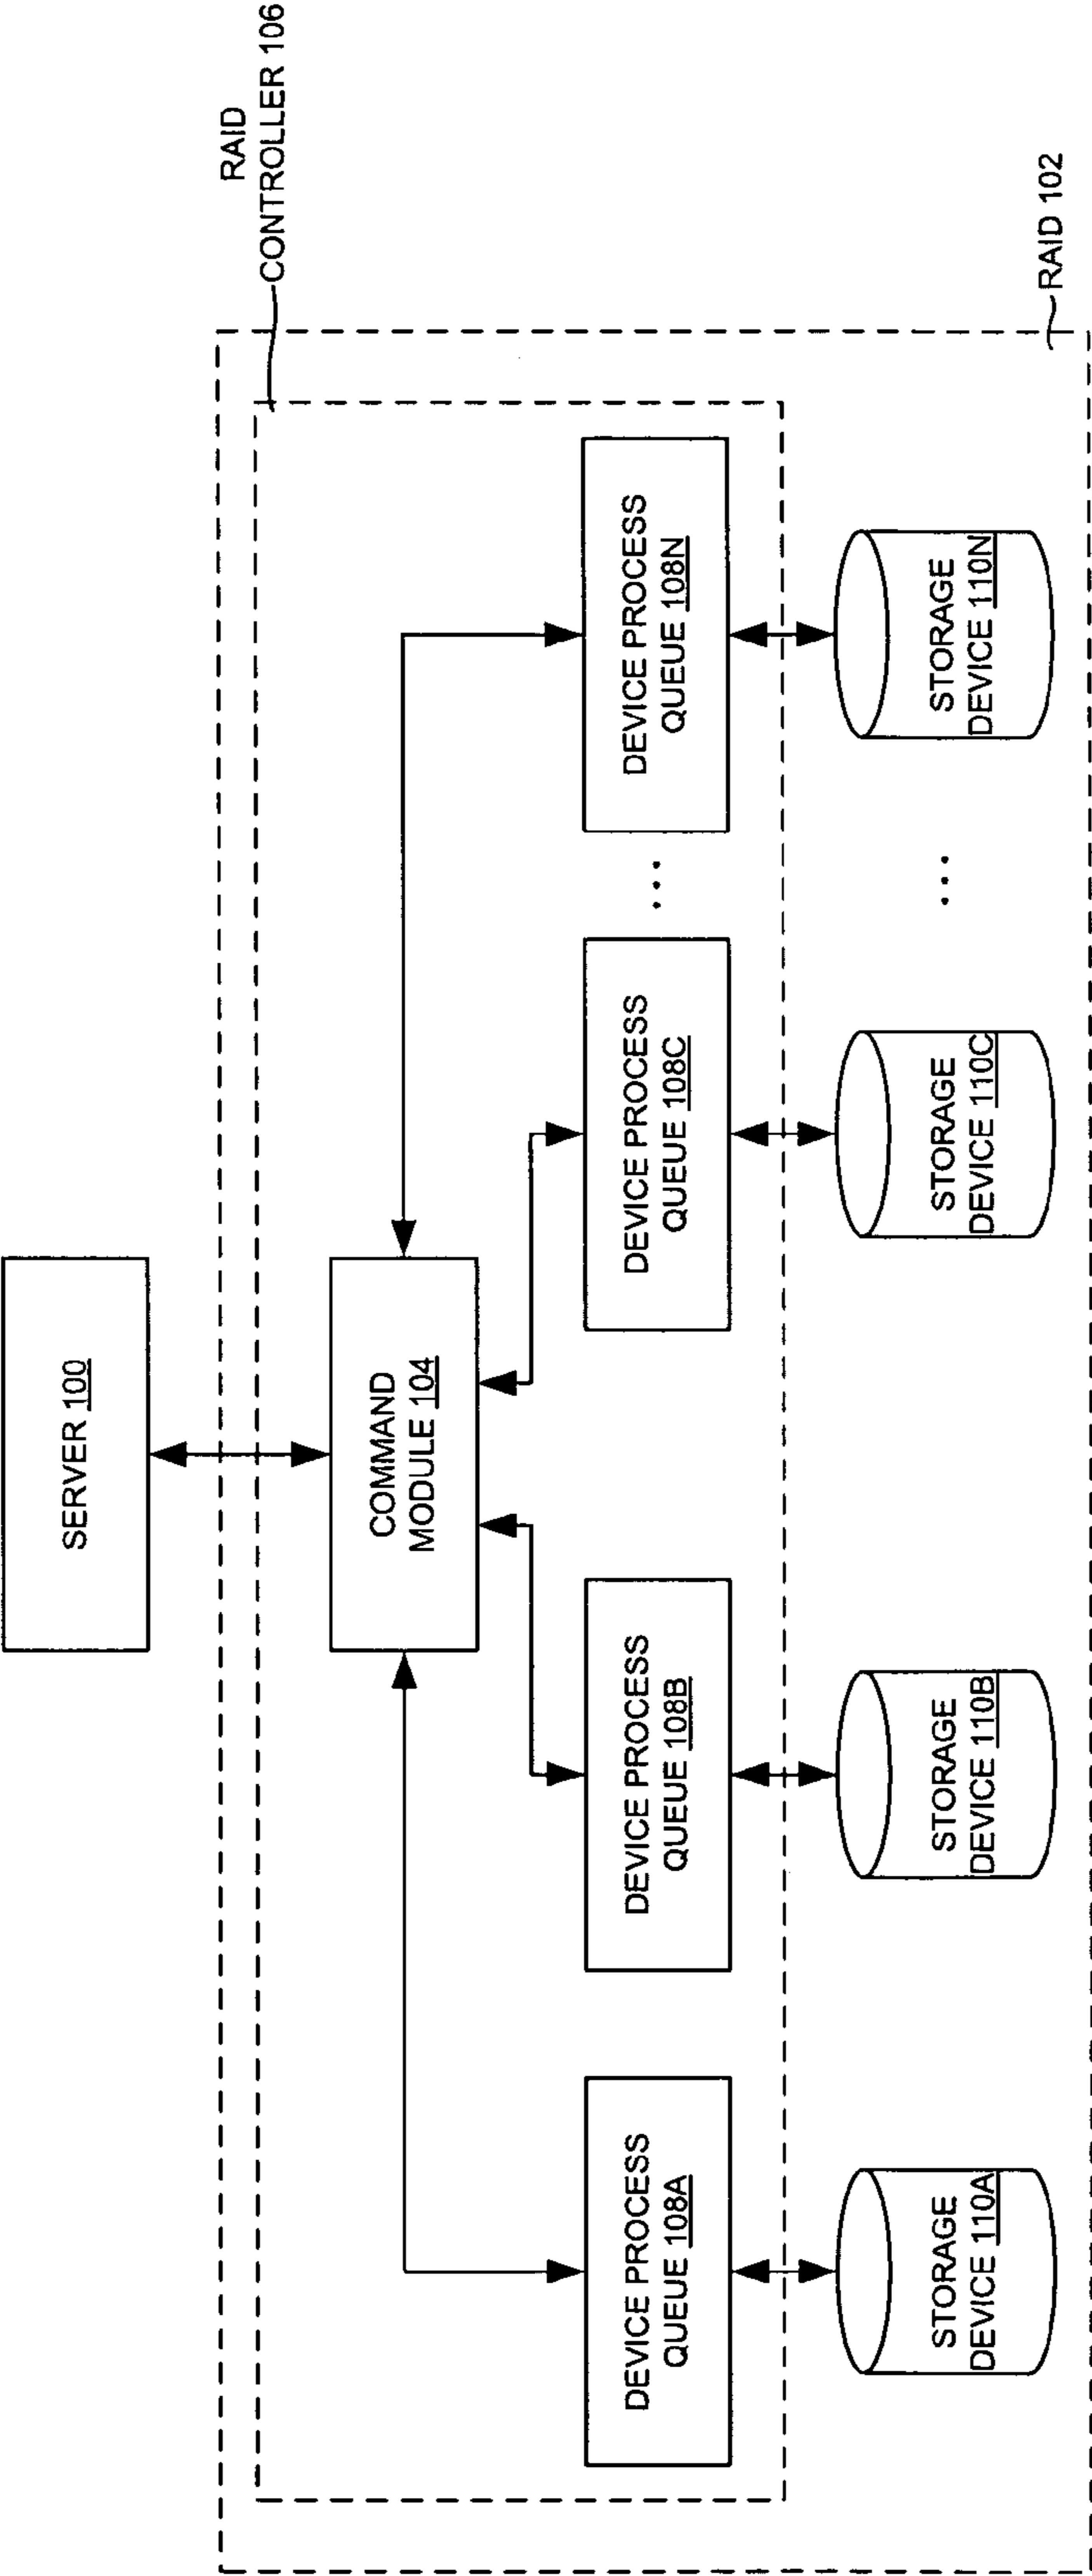 SERVER 100
RAID
CONTROLLER 106
COMMAND
MODULE 104
DEVICE PROCESS
QUEUE 108A
DEVICE PROCESS
QUEUE 108B
DEVICE PROCESS
QUEUE 108C
...
DEVICE PROCESS
QUEUE 108N
STORAGE
DEVICE 110A
STORAGE
DEVICE 110B
STORAGE
DEVICE 110C
...
STORAGE
DEVICE 110N
RAID 102